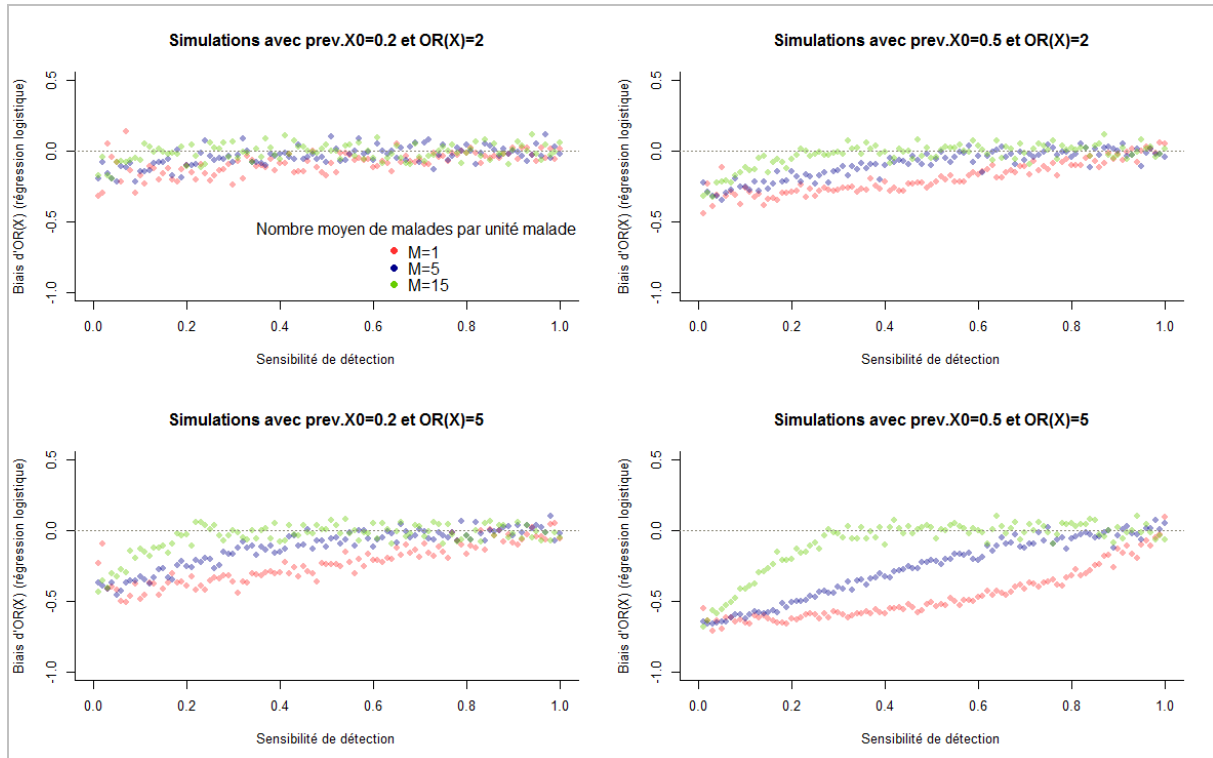 Simulations avec prev.X0=0.2 et OR(X)=2
Biais d'OR(X) (régression logistique)
0.5
0.0
-0.5
-1.0
Nombre moyen de malades par unité malade
M=1
M=5
M=15
0.0 0.2 0.4 0.6 0.8 1.0
Sensibilité de détection
Simulations avec prev.X0=0.5 et OR(X)=2
Biais d'OR(X) (régression logistique)
0.5
0.0
-0.5
-1.0
0.0 0.2 0.4 0.6 0.8 1.0
Sensibilité de détection
Simulations avec prev.X0=0.2 et OR(X)=5
Biais d'OR(X) (régression logistique)
0.5
0.0
-0.5
-1.0
0.0 0.2 0.4 0.6 0.8 1.0
Sensibilité de détection
Simulations avec prev.X0=0.5 et OR(X)=5
Biais d'OR(X) (régression logistique)
0.5
0.0
-0.5
-1.0
0.0 0.2 0.4 0.6 0.8 1.0
Sensibilité de détection